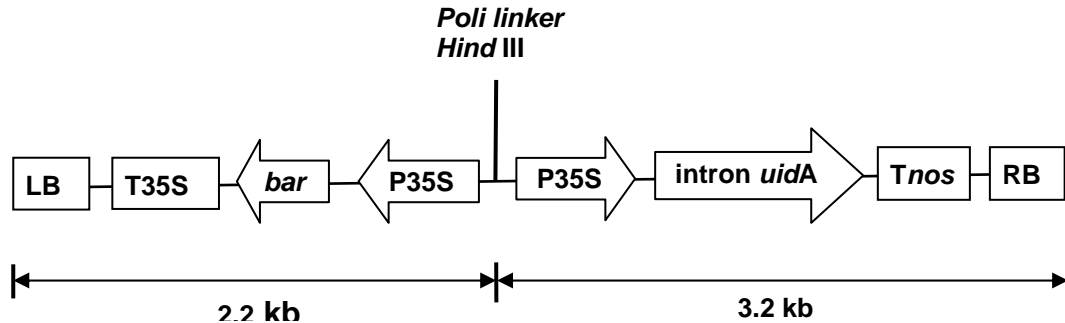 Poli linker
Hind III
LB T35S bar P35S P35S intron uidA Tnos RB
2.2 kb 3.2 kb